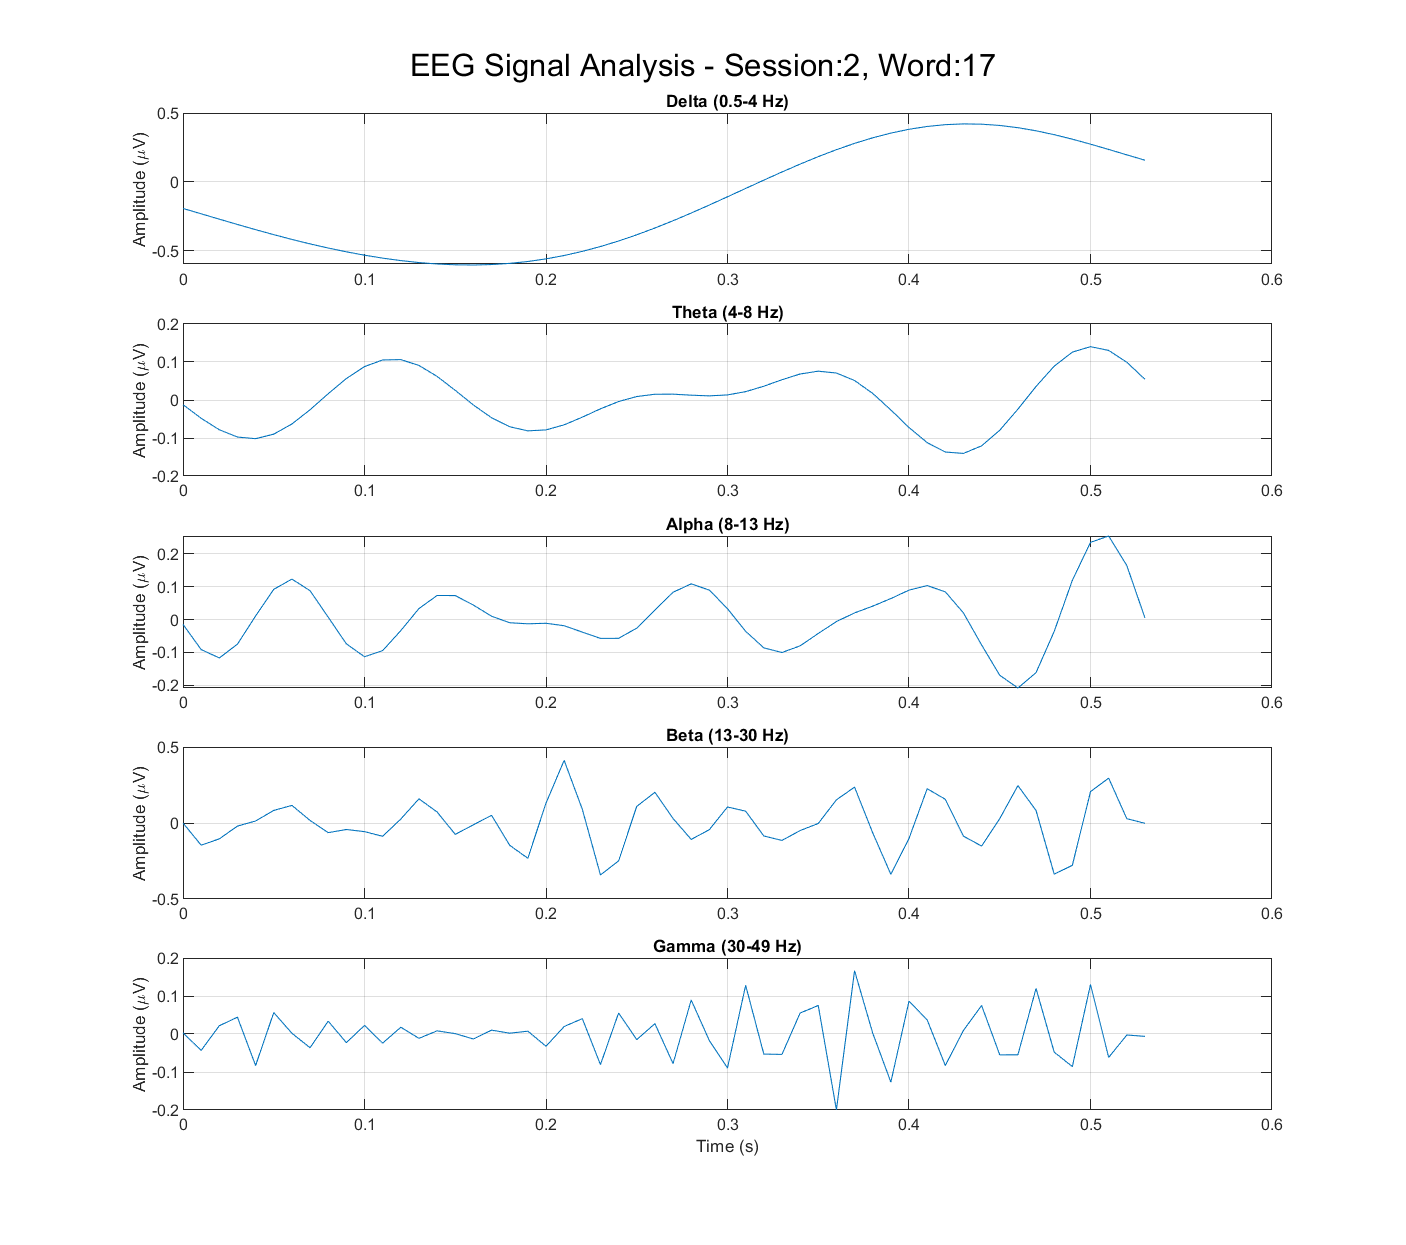 EEG Signal Analysis - Session:2, Word:17
Delta (0.5-4 Hz)
Amplitude (μV)
0.5
0
-0.5
0 0.1 0.2 0.3 0.4 0.5 0.6
Theta (4-8 Hz)
Amplitude (μV)
0.2
0.1
0
-0.1
-0.2
0 0.1 0.2 0.3 0.4 0.5 0.6
Alpha (8-13 Hz)
Amplitude (μV)
0.2
0.1
0
-0.1
-0.2
0 0.1 0.2 0.3 0.4 0.5 0.6
Beta (13-30 Hz)
Amplitude (μV)
0.5
0
-0.5
0 0.1 0.2 0.3 0.4 0.5 0.6
Gamma (30-49 Hz)
Amplitude (μV)
0.2
0.1
0
-0.1
-0.2
0 0.1 0.2 0.3 0.4 0.5 0.6
Time (s)